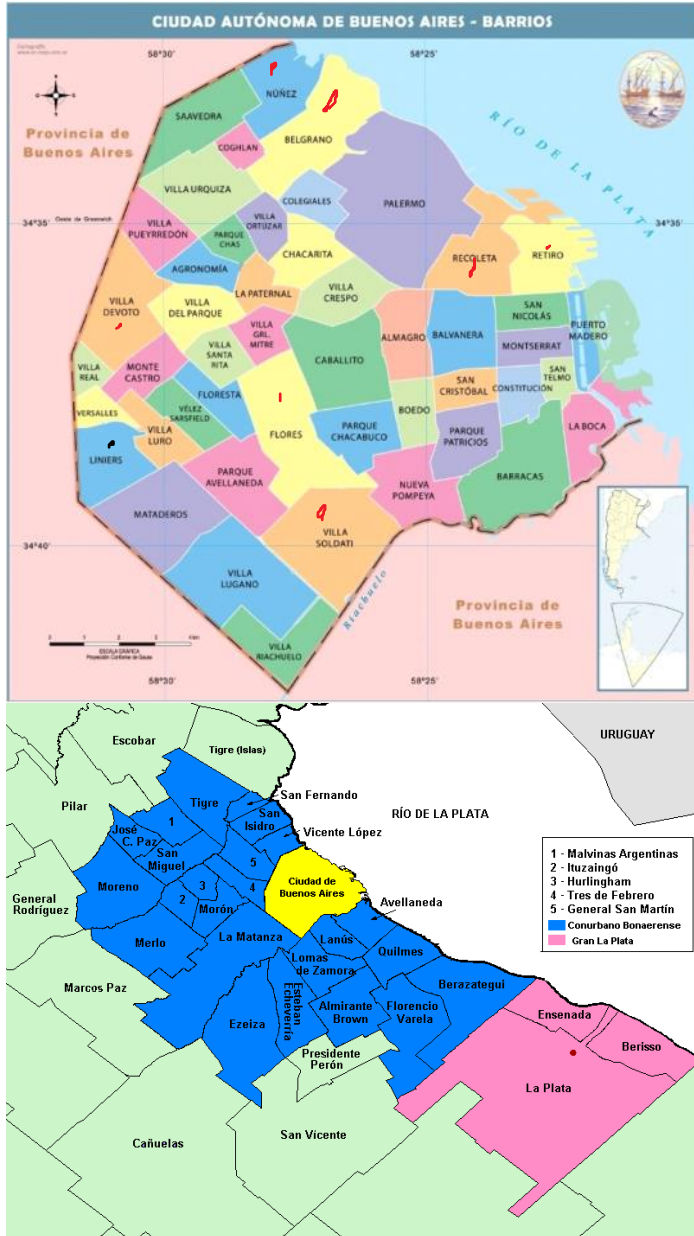 CIUDAD AUTÓNOMA DE BUENOS AIRES - BARRIOS
58°30'
58°25'
NÚÑEZ
SAAVEDRA
Provincia de
Buenos Aires
COGHLAN
BELGRANO
RÍO DE LA PLATA
VILLA URQUIZA
COLEGIALES
PALERMO
34°35'
34°35'
VILLA
PUEYRREDÓN
PARQUE
CHAS
VILLA
ORTÚZAR
CHACARITA
AGRONOMÍA
RECOLETA
RETIRO
LA PATERNAL
VILLA
CRESPO
VILLA
DEVOTO
VILLA
DEL PARQUE
SAN
NICOLÁS
VILLA
GRL.
MITRE
ALMAGRO
BALVANERA
PUERTO
MADERO
MONTSERRAT
VILLA
SANTA
RITA
CABALLITO
VILLA
REAL
MONTE
CASTRO
SAN
TELMO
SAN
CRISTÓBAL
CONSTITUCIÓN
FLORESTA
VERSALLES
VÉLEZ
SARSFIELD
BOEDO
VILLA
LURO
FLORES
PARQUE
CHACABUCO
LA BOCA
PARQUE
PATRICIOS
LINIERS
PARQUE
AVELLANEDA
NUEVA
POMPEYA
BARRACAS
MATADEROS
VILLA
SOLDATI
34°40'
VILLA
LUGANO
Riachuelo
Provincia de
Buenos Aires
VILLA
RIACHUELO
ESCALA GRÁFICA
58°30'
58°25'
Escobar
Tigre (Islas)
URUGUAY
Pilar
Tigre
San Fernando
San
Isidro
RÍO DE LA PLATA
1
José
C. Paz
Vicente López
San
Miguel
5
1 - Malvinas Argentinas
2 - Ituzaingó
3 - Hurlingham
4 - Tres de Febrero
5 - General San Martín
Conurbano Bonaerense
Gran La Plata
Moreno
3
4
Ciudad de
Buenos Aires
General
Rodríguez
2
Morón
Avellaneda
Merlo
La Matanza
Lanús
Quilmes
Lomas
de Zamora
Marcos Paz
Berazategui
Esteban
Echeverría
Almirante
Brown
Florencio
Varela
Ezeiza
Ensenada
Presidente
Perón
Berisso
La Plata
Cañuelas
San Vicente